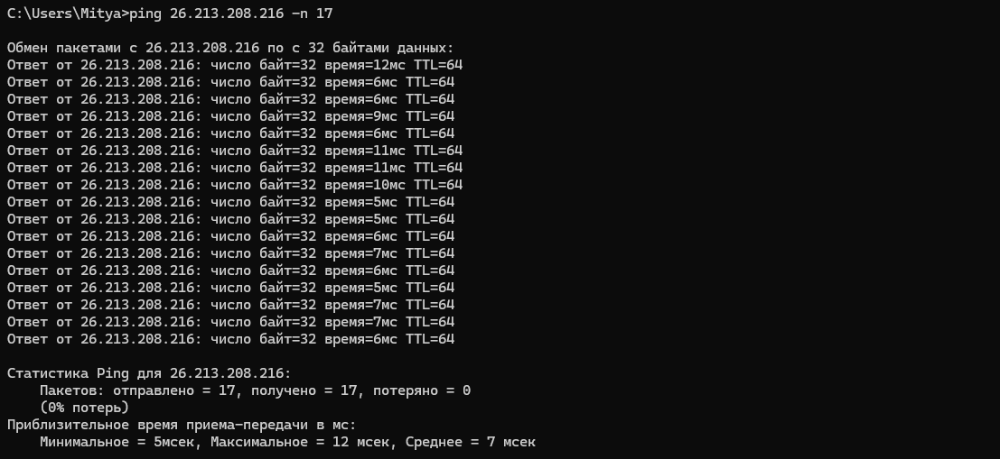 C:\Users\Mitya>ping 26.213.208.216 -n 17
Обмен пакетами с 26.213.208.216 по с 32 байтами данных:
Ответ от 26.213.208.216: число байт=32 время=12мс TTL=64
Ответ от 26.213.208.216: число байт=32 время=6мс TTL=64
Ответ от 26.213.208.216: число байт=32 время=6мс TTL=64
Ответ от 26.213.208.216: число байт=32 время=9мс TTL=64
Ответ от 26.213.208.216: число байт=32 время=6мс TTL=64
Ответ от 26.213.208.216: число байт=32 время=11мс TTL=64
Ответ от 26.213.208.216: число байт=32 время=11мс TTL=64
Ответ от 26.213.208.216: число байт=32 время=10мс TTL=64
Ответ от 26.213.208.216: число байт=32 время=5мс TTL=64
Ответ от 26.213.208.216: число байт=32 время=5мс TTL=64
Ответ от 26.213.208.216: число байт=32 время=6мс TTL=64
Ответ от 26.213.208.216: число байт=32 время=7мс TTL=64
Ответ от 26.213.208.216: число байт=32 время=6мс TTL=64
Ответ от 26.213.208.216: число байт=32 время=5мс TTL=64
Ответ от 26.213.208.216: число байт=32 время=7мс TTL=64
Ответ от 26.213.208.216: число байт=32 время=7мс TTL=64
Ответ от 26.213.208.216: число байт=32 время=6мс TTL=64
Статистика Ping для 26.213.208.216:
Пакетов: отправлено = 17, получено = 17, потеряно = 0
(0% потерь)
Приблизительное время приема-передачи в мс:
Минимальное = 5мсек, Максимальное = 12 мсек, Среднее = 7 мсек